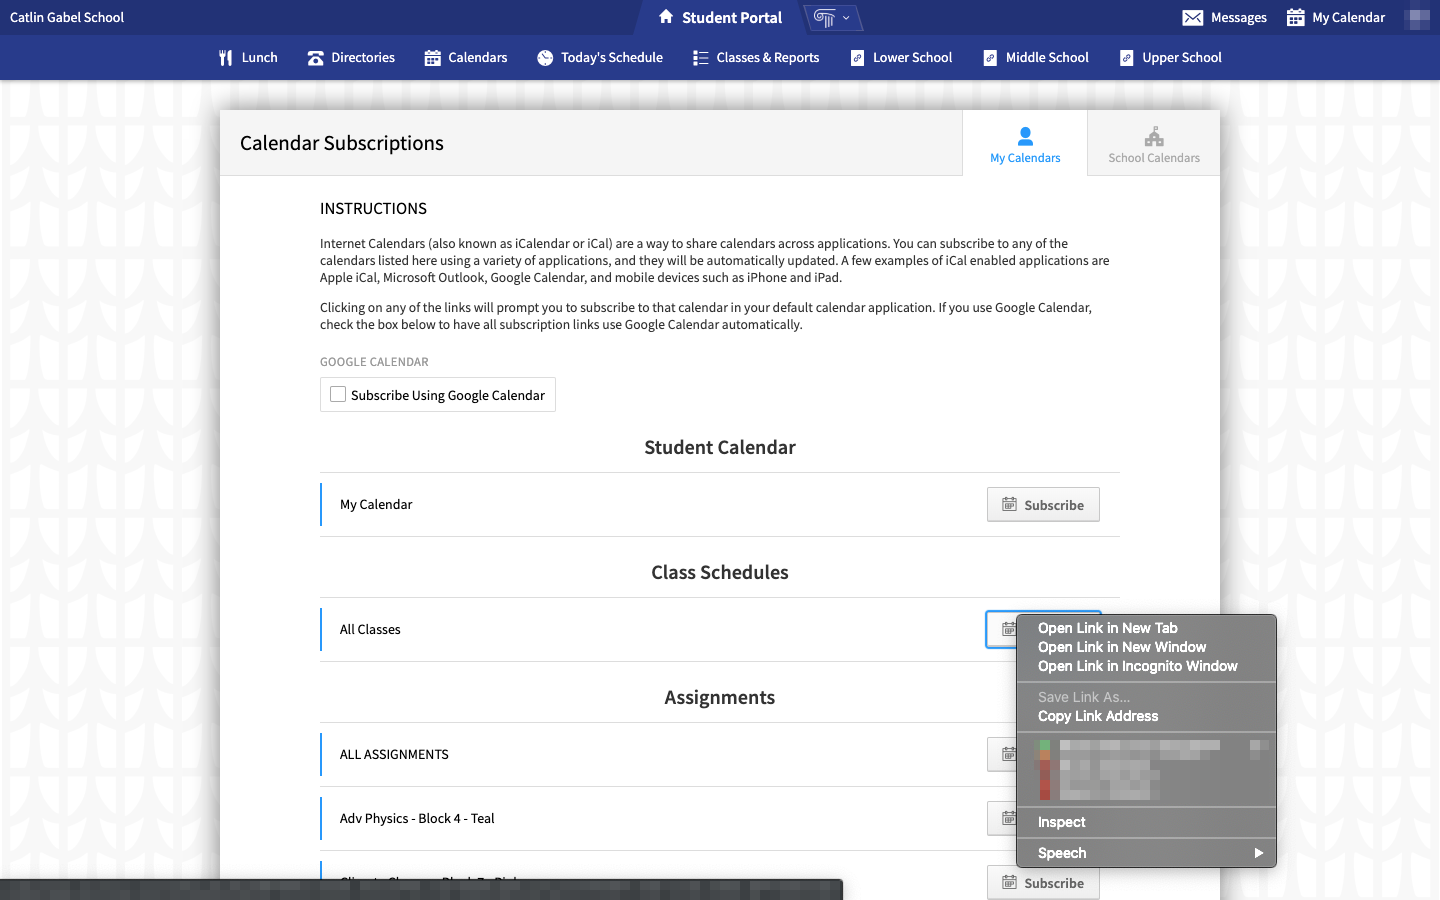 Catlin Gabel School
Student Portal
Messages
My Calendar
Lunch
Directories
Calendars
Today's Schedule
Classes & Reports
Lower School
Middle School
Upper School
Calendar Subscriptions
My Calendars
School Calendars
INSTRUCTIONS
Internet Calendars (also known as iCalendar or iCal) are a way to share calendars across applications. You can subscribe to any of the
calendars listed here using a variety of applications, and they will be automatically updated. A few examples of iCal enabled applications are
Apple iCal, Microsoft Outlook, Google Calendar, and mobile devices such as iPhone and iPad.
Clicking on any of the links will prompt you to subscribe to that calendar in your default calendar application. If you use Google Calendar,
check the box below to have all subscription links use Google Calendar automatically.
GOOGLE CALENDAR
Subscribe Using Google Calendar
Student Calendar
My Calendar
Subscribe
Class Schedules
All Classes
Open Link in New Tab
Open Link in New Window
Open Link in Incognito Window
Save Link As...
Copy Link Address
Inspect
Speech
Assignments
ALL ASSIGNMENTS
Adv Physics - Block 4 - Teal
Subscribe